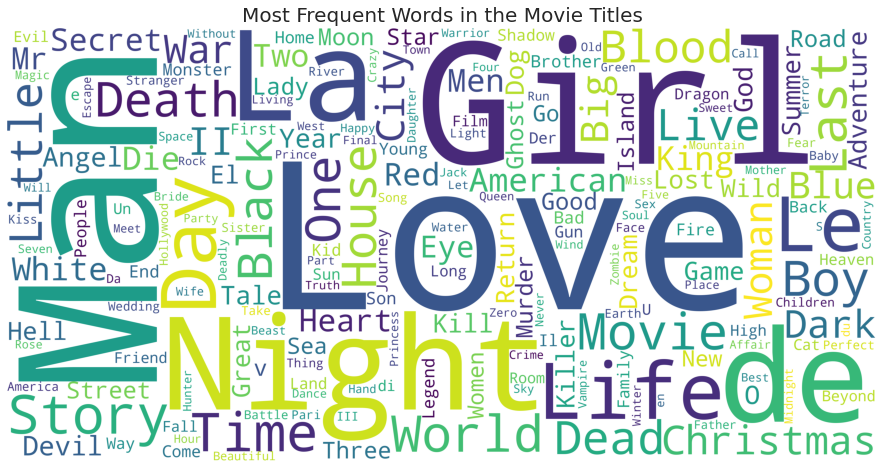 Most Frequent Words in the Movie Titles
Evil
Mr
Secret
War
Two
Home
Moon
Star
Shadow
Warrior
Old
Call
Road
Magic
Without
Monster
Lady
Crazy
Town
Men
Four
Brother
Green
Blood
Summer
Man
Escape
Stranger
River
Living
La
City
Girl
Dog
Big
God
Last
Adventure
Little
Death
II
Year
First
Happy
Daughter
Film
Light
Run
Go
Ghost
Island
Dragon
Sweet
Terror
e
Space
West
Final
Young
Der
Live
Mountain
Angel
Die
Rock
Prince
House
One
Red
Jack
Let
American
King
Fear
Baby
Will
Kiss
People
Un
Meet
Bride
Day
El
Black
Song
Queen
Good
Bad
Gun
Wind
Miss
Five
Lost
Mother
Wild
Blue
Seven
Da
Party
Hollywood
Sister
Deadly
Kid
Part
Sun
Truth
Journey
Love
Water
Eye
Long
Return
Sex
Soul
Face
Fire
Woman
Back
Le
S
Country
White
End
Wife
Tale
Son
Murder
Dream
Zombie
Game
Place
Heaven
Boy
Children
Wedding
Hell
Friend
Take
Beast
Heart
Princess
Zero
Kill
Never
Earth
U
Movie
High
Dark
Rose
America
Night
Great
Sea
Thing
Il
Crime
Killer
Family
New
Affair
Cat
Perfect
You
Street
Hunter
v
Land
Dance
Hand
di
Legend
Women
Room
Sky
Vampire
Winter
en
Life
de
Best
O
Midnight
Beyond
Story
Devil
Way
Fall
Come
Hour
Time
Beautiful
Battle
Pari
III
Three
World
Dead
Father
Christmas